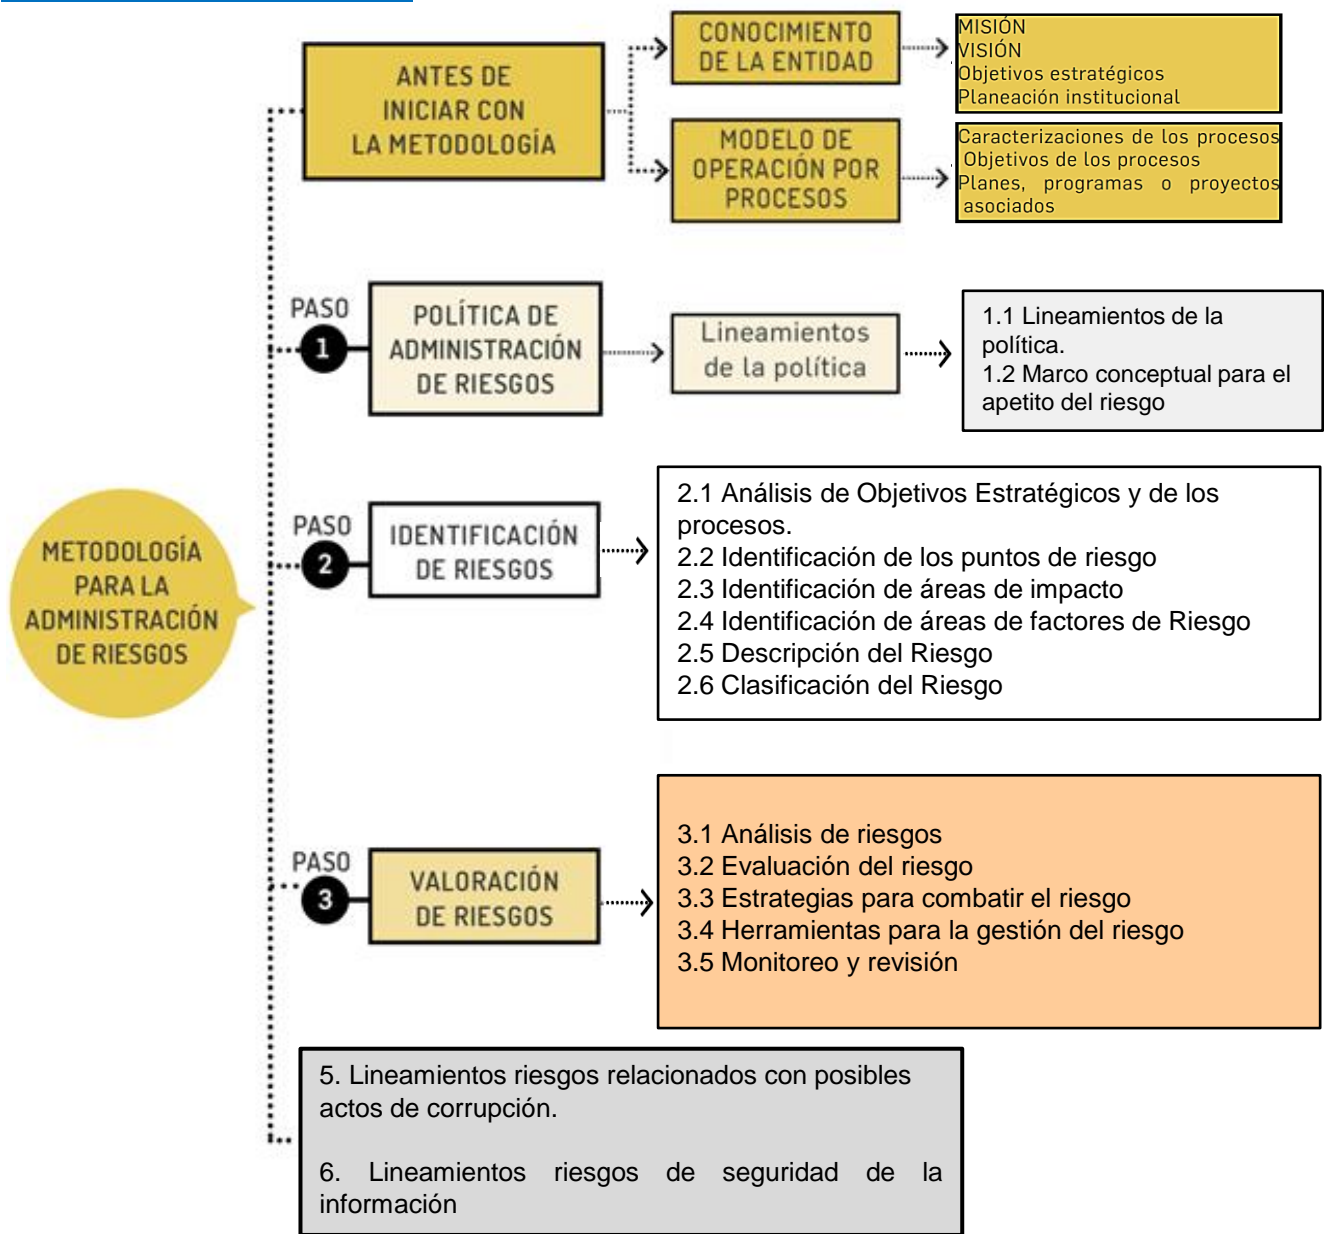 ANTES DE
INICIAR CON
LA METODOLOGÍA
CONOCIMIENTO
DE LA ENTIDAD
MISIÓN
VISIÓN
Objetivos estratégicos
Planeación institucional
MODELO DE
OPERACIÓN POR
PROCESOS
Caracterizaciones de los procesos
Objetivos de los procesos
Planes, programas o proyectos
asociados
PASO
1
POLÍTICA DE
ADMINISTRACIÓN
DE RIESGOS
Lineamientos
de la política
1.1 Lineamientos de la
política.
1.2 Marco conceptual para el
apetito del riesgo
METODOLOGÍA
PARA LA
ADMINISTRACIÓN
DE RIESGOS
PASO
2
IDENTIFICACIÓN
DE RIESGOS
2.1 Análisis de Objetivos Estratégicos y de los
procesos.
2.2 Identificación de los puntos de riesgo
2.3 Identificación de áreas de impacto
2.4 Identificación de áreas de factores de Riesgo
2.5 Descripción del Riesgo
2.6 Clasificación del Riesgo
PASO
3
VALORACIÓN
DE RIESGOS
3.1 Análisis de riesgos
3.2 Evaluación del riesgo
3.3 Estrategias para combatir el riesgo
3.4 Herramientas para la gestión del riesgo
3.5 Monitoreo y revisión
5. Lineamientos riesgos relacionados con posibles
actos de corrupción.
6. Lineamientos riesgos de seguridad de la
información